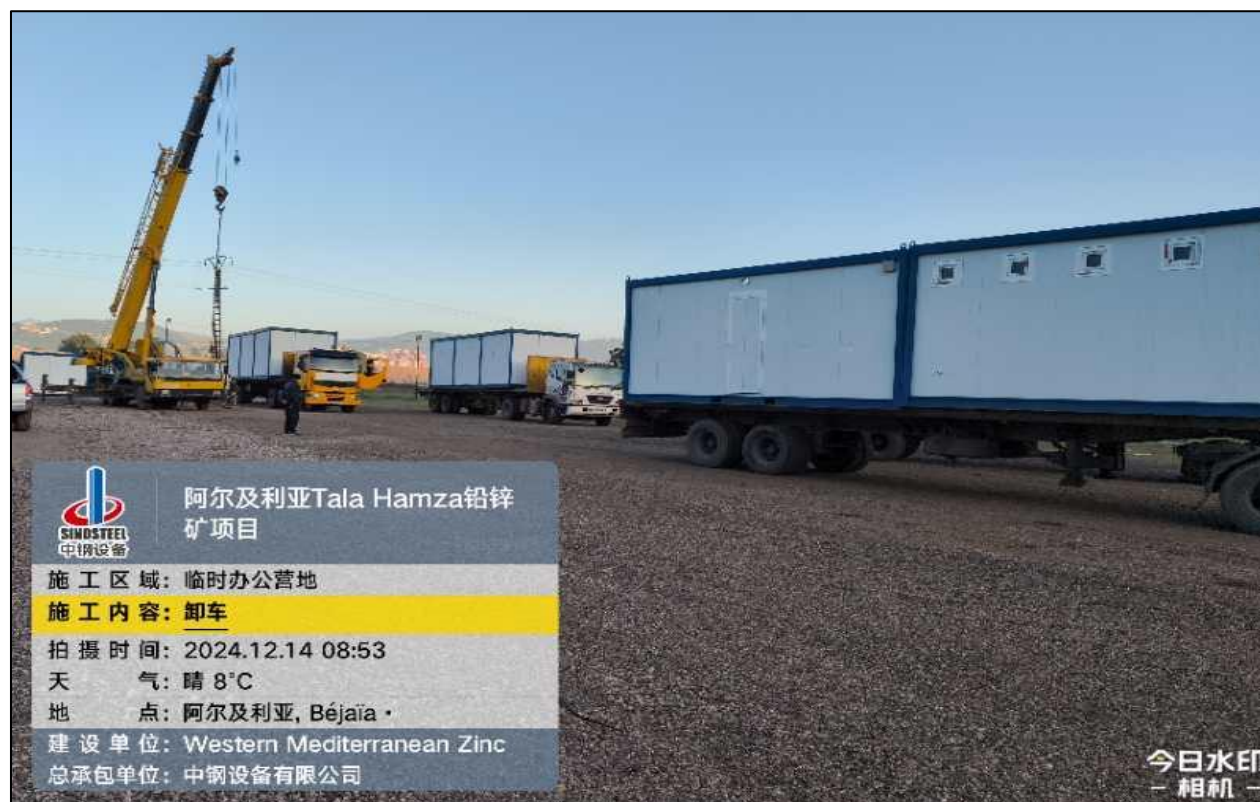 阿尔及利亚Tala Hamza铅锌
矿项目
SINOSTEEL
中钢设备
施工区域：临时办公营地
施工内容：卸车
拍摄时间：2024.12.14 08:53
天气：晴 8°C
地点：阿尔及利亚, Béjaïa·
建设单位：Western Mediterranean Zinc
总承包单位：中钢设备有限公司
今日水印
- 相机 -